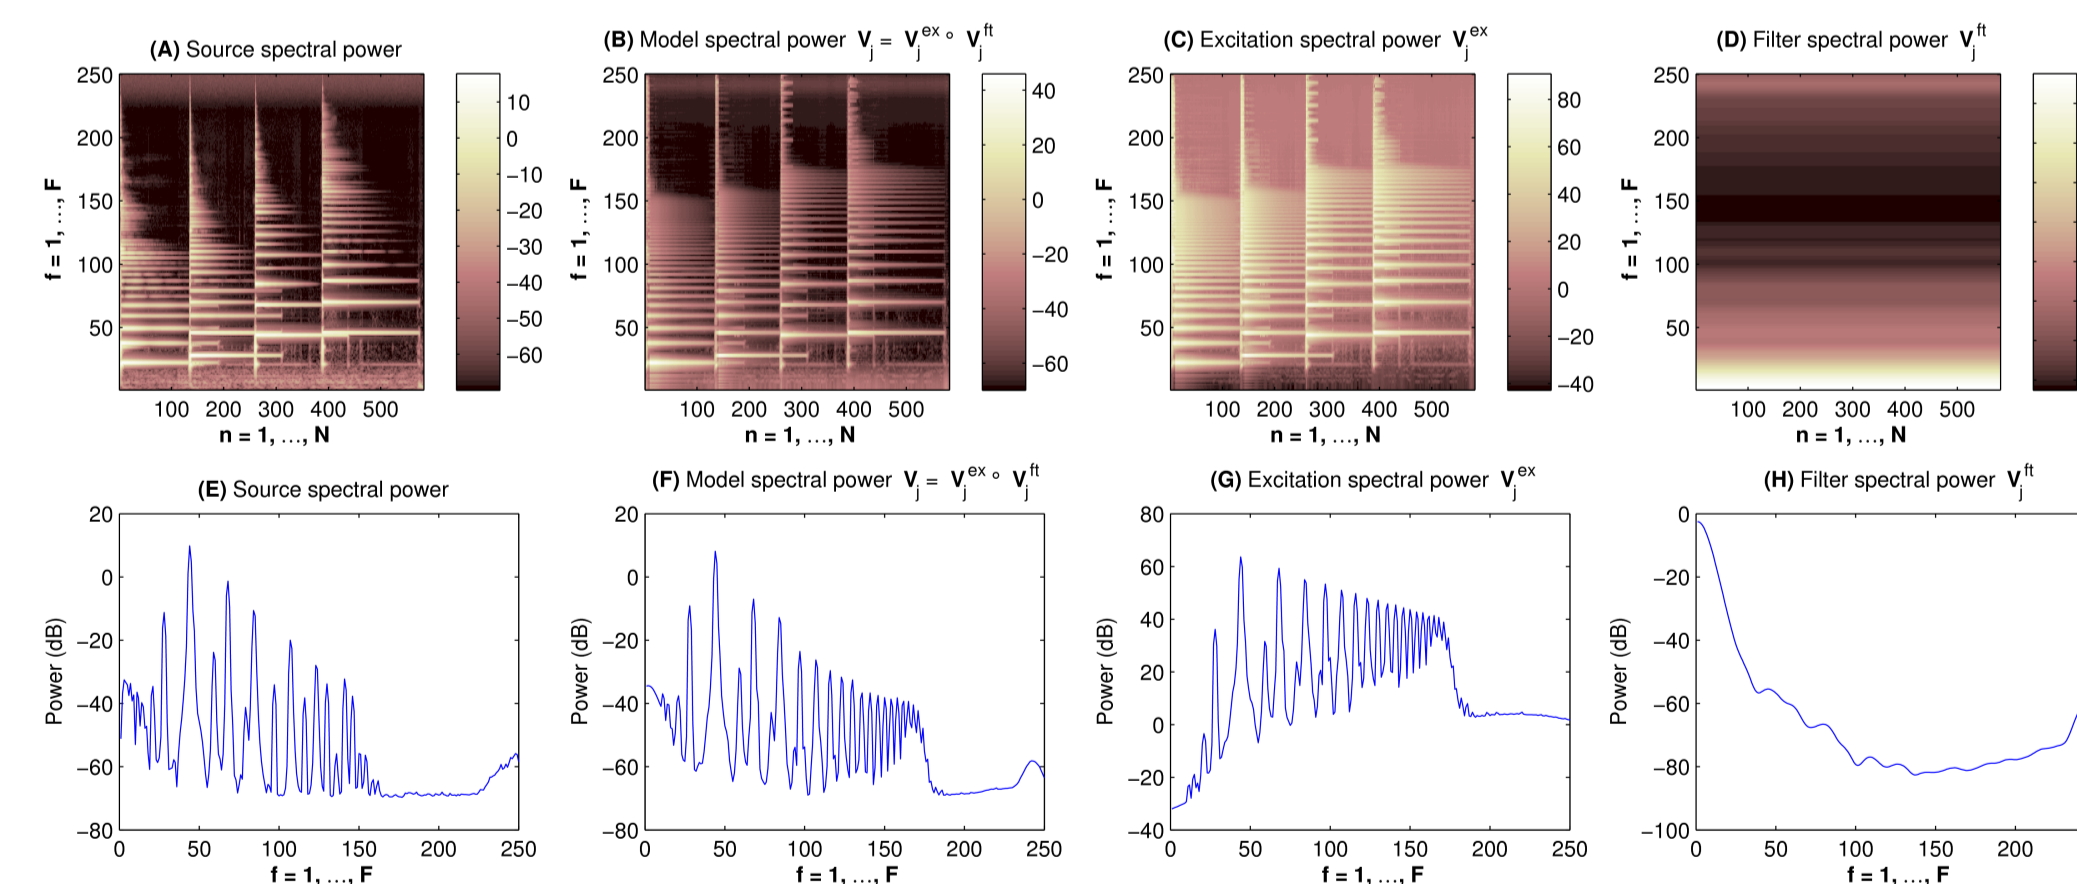 (A) Source spectral power
(B) Model spectral power V_j = V_j^ex ∘ V_j^ft
(C) Excitation spectral power V_j^ex
(D) Filter spectral power V_j^ft
250
200
150
100
50
f = 1, …, F
100 200 300 400 500
n = 1, …, N
10
0
−10
−20
−30
−40
−50
−60
250
200
150
100
50
f = 1, …, F
100 200 300 400 500
n = 1, …, N
40
20
0
−20
−40
−60
250
200
150
100
50
f = 1, …, F
100 200 300 400 500
n = 1, …, N
80
60
40
20
0
−20
−40
250
200
150
100
50
f = 1, …, F
100 200 300 400 500
n = 1, …, N
(E) Source spectral power
(F) Model spectral power V_j = V_j^ex ∘ V_j^ft
(G) Excitation spectral power V_j^ex
(H) Filter spectral power V_j^ft
20
0
−20
−40
−60
−80
Power (dB)
0 50 100 150 200 250
f = 1, …, F
20
0
−20
−40
−60
−80
Power (dB)
0 50 100 150 200 250
f = 1, …, F
80
60
40
20
0
−20
−40
Power (dB)
0 50 100 150 200 250
f = 1, …, F
0
−20
−40
−60
−80
−100
Power (dB)
0 50 100 150 200
f = 1, …, F